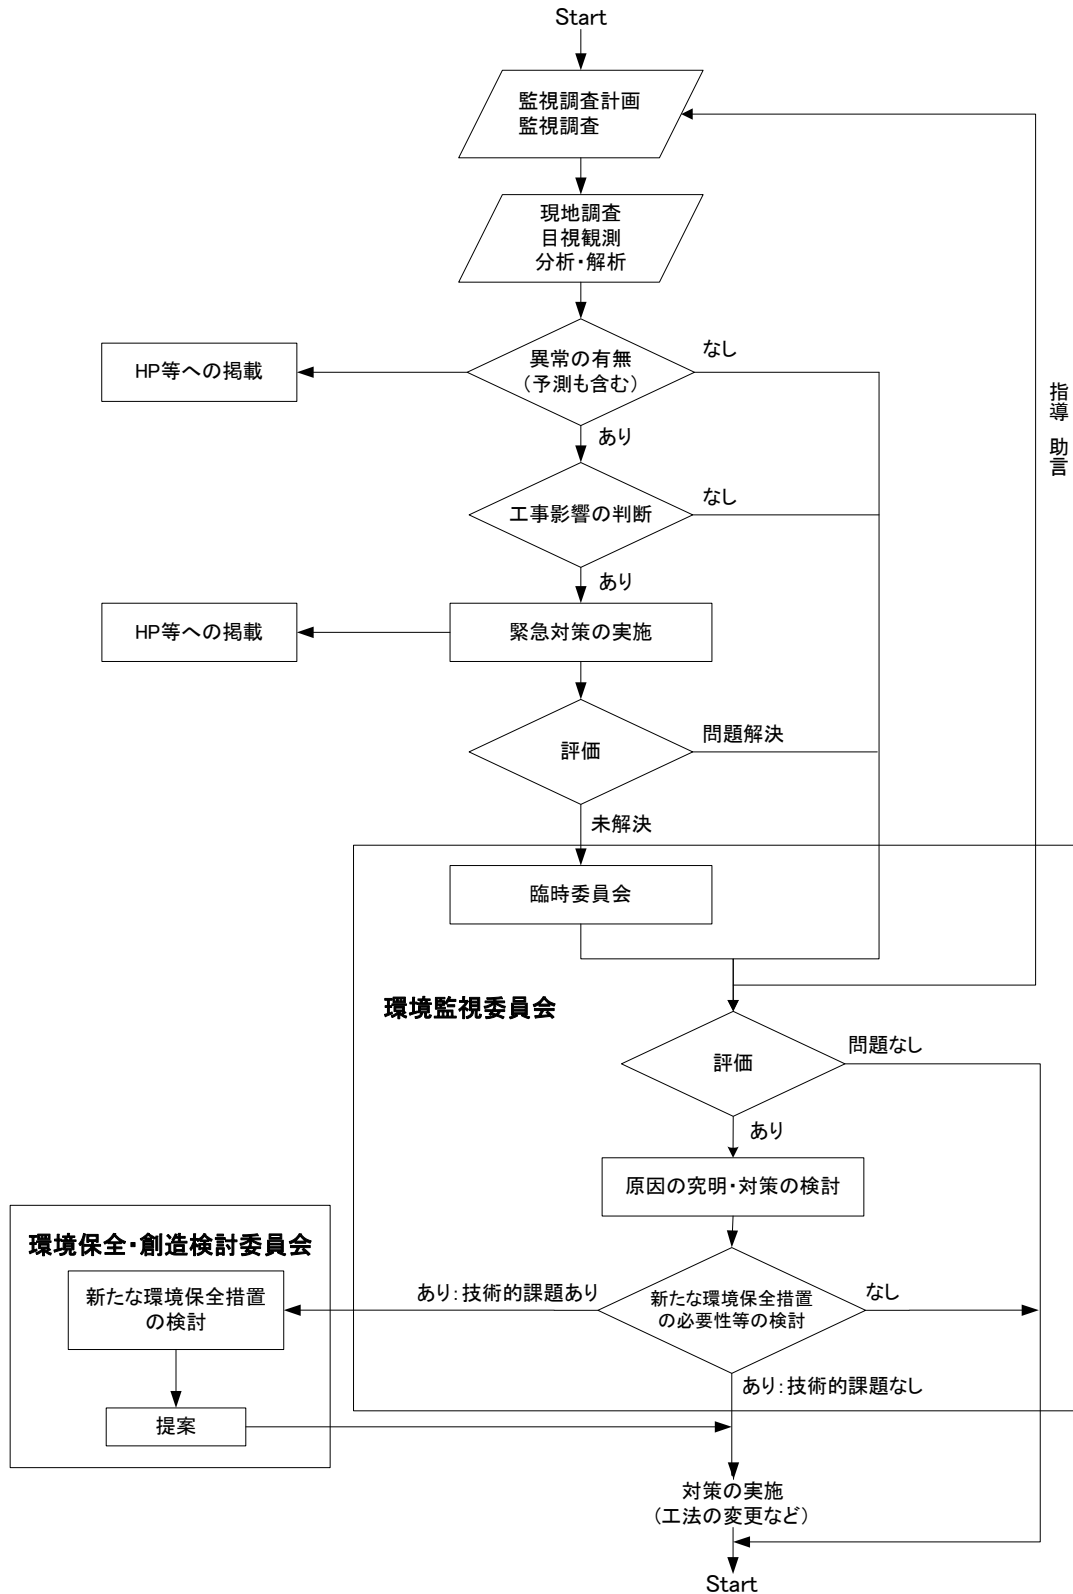 Start
監視調査計画
監視調査
現地調査
目視観測
分析・解析
異常の有無
（予測も含む）
なし
HP等への掲載
あり
指導 助言
工事影響の判断
なし
あり
緊急対策の実施
HP等への掲載
評価
問題解決
未解決
臨時委員会
環境監視委員会
評価
問題なし
あり
原因の究明・対策の検討
環境保全・創造検討委員会
新たな環境保全措置
の検討
あり：技術的課題あり
新たな環境保全措置
の必要性等の検討
なし
あり：技術的課題なし
提案
対策の実施
（工法の変更など）
Start